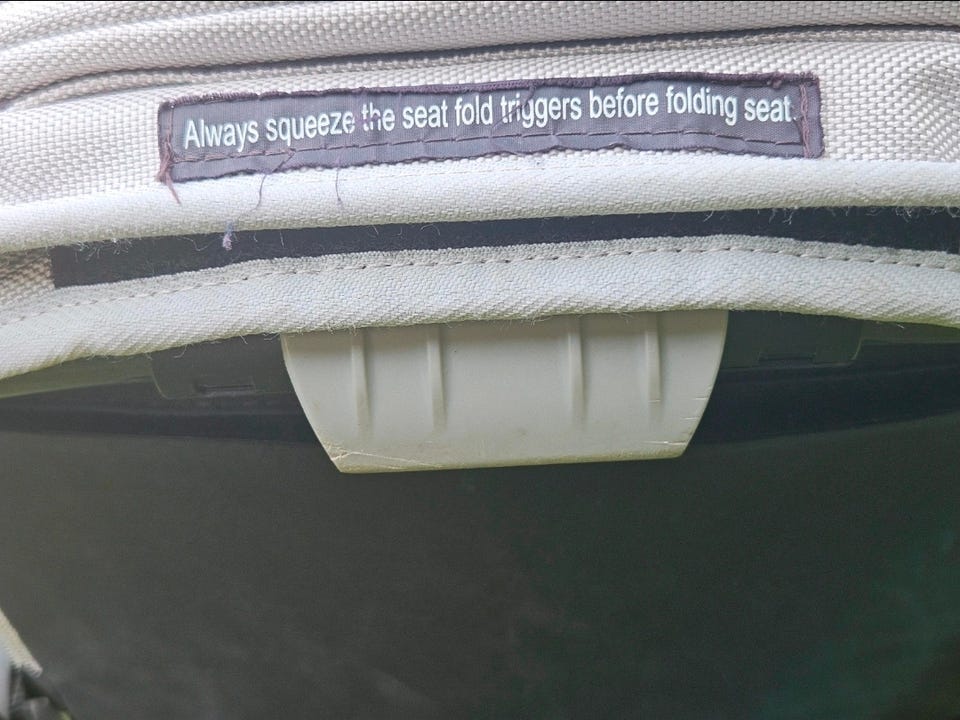 Always squeeze the seat fold triggers before folding seat.